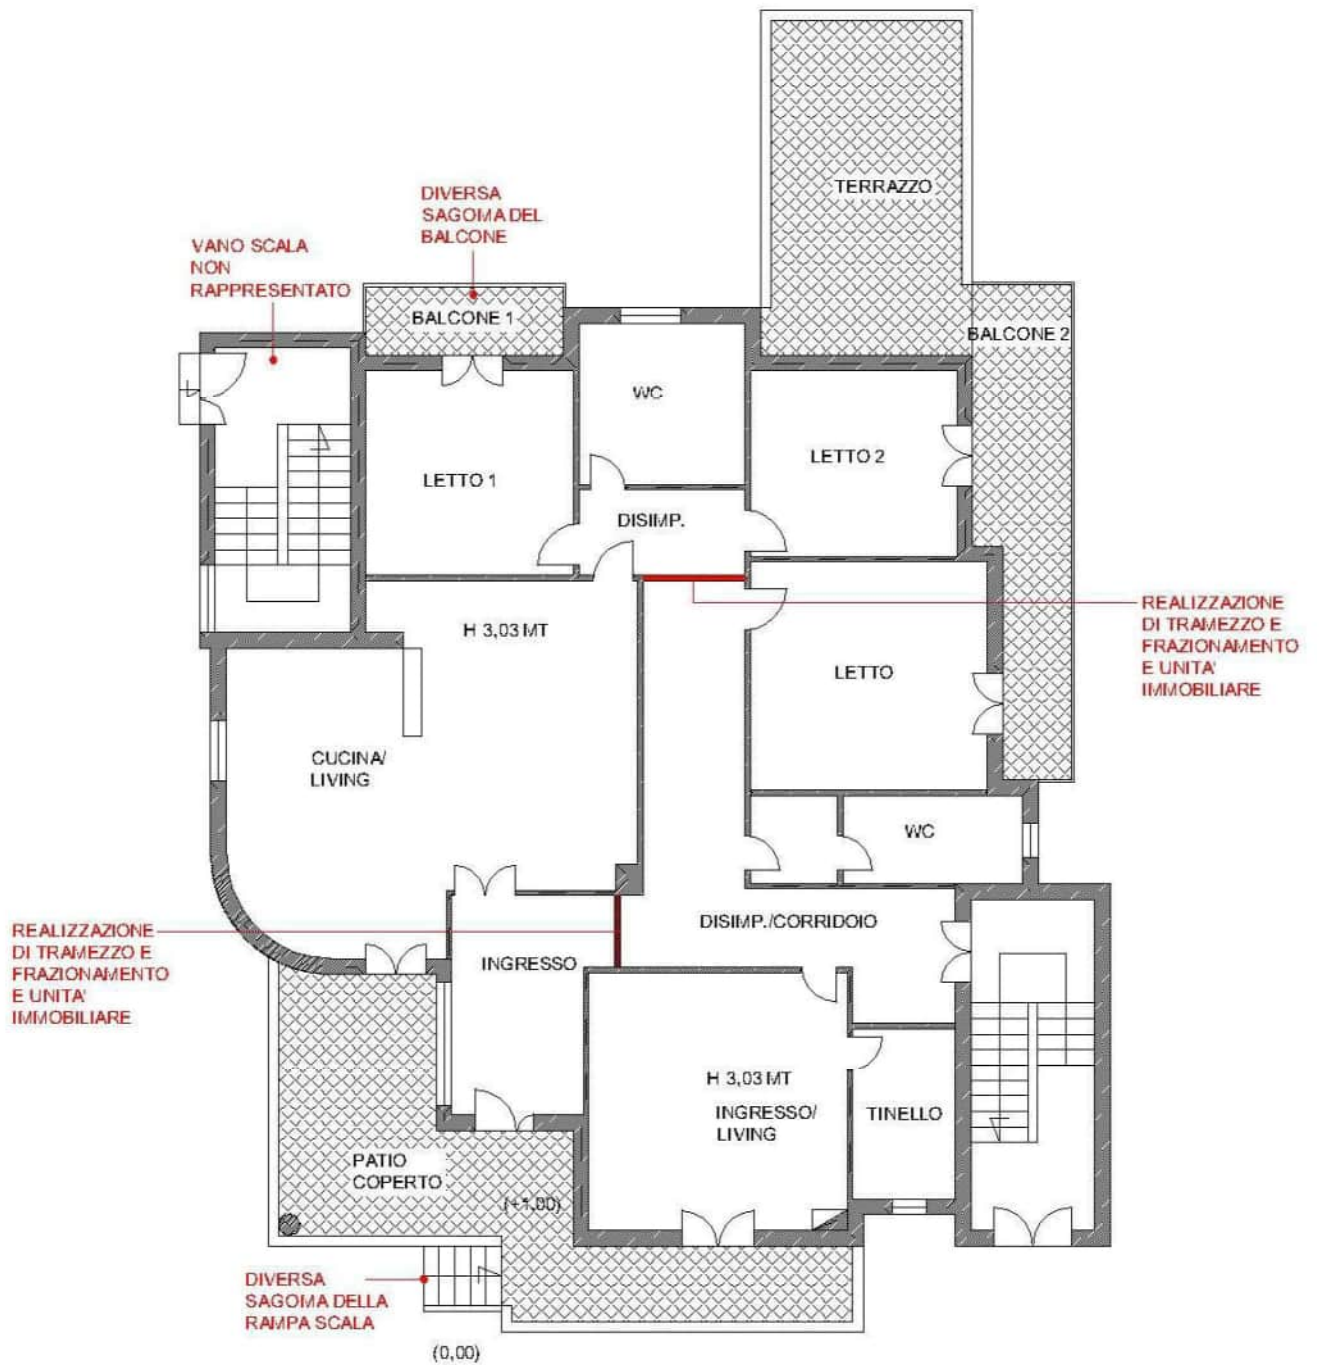 TERRAZZO
DIVERSA
SAGOMA DEL
BALCONE
VANO SCALA
NON
RAPPRESENTATO
BALCONE 1
BALCONE 2
WC
LETTO 1
LETTO 2
DISIMP.
H 3,03 MT
REALIZZAZIONE
DI TRAMEZZO E
FRAZIONAMENTO
E UNITA'
IMMOBILIARE
LETTO
CUCINA/
LIVING
WC
DISIMP./CORRIDOIO
REALIZZAZIONE
DI TRAMEZZO E
FRAZIONAMENTO
E UNITA'
IMMOBILIARE
INGRESSO
H 3,03 MT
INGRESSO/
LIVING
TINELLO
PATIO
COPERTO
(+1,80)
DIVERSA
SAGOMA DELLA
RAMPA SCALA
(0,00)